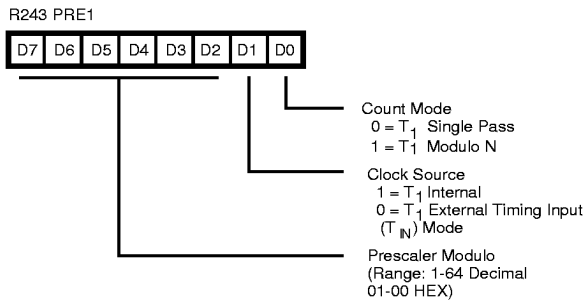 R243 PRE1
D7 D6 D5 D4 D3 D2 D1 D0
Count Mode
0 = T1 Single Pass
1 = T1 Modulo N
Clock Source
1 = T1 Internal
0 = T1 External Timing Input
(TIN) Mode
Prescaler Modulo
(Range: 1-64 Decimal
01-00 HEX)